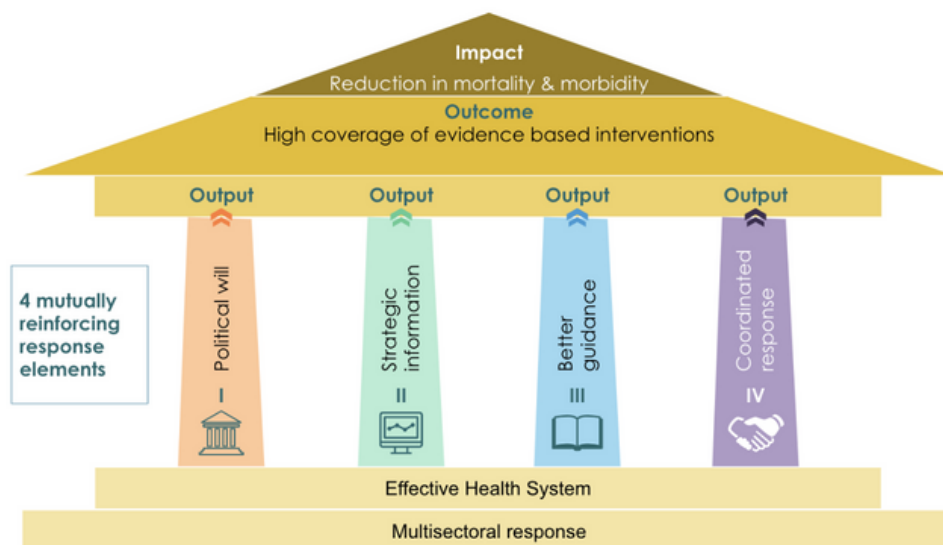 Impact
Reduction in mortality & morbidity
Outcome
High coverage of evidence based interventions
Output
Output
Output
Output
4 mutually
reinforcing
response
elements
Political will
I
Strategic
information
II
Better
guidance
III
Coordinated
response
IV
Effective Health System
Multisectoral response